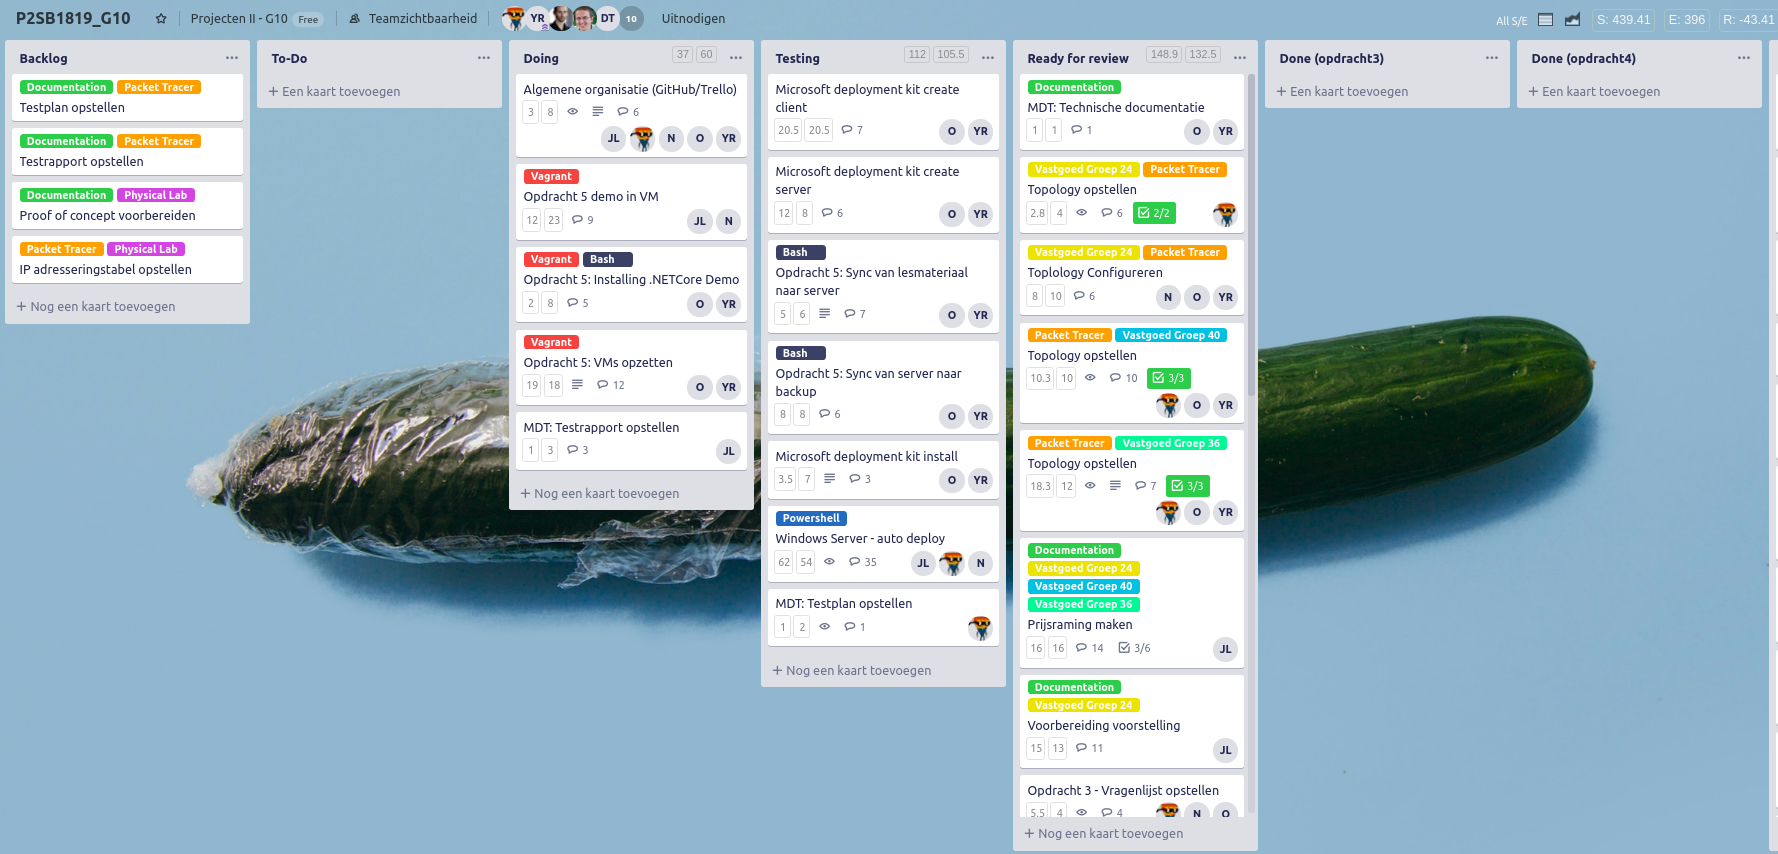 P2SB1819_G10
Projecten II - G10 Free
Teamzichtbaarheid
YR
DT
10
Uitnodigen
All S/E
S: 439.41
E: 396
R: -43.41
Backlog
Documentation Packet Tracer
Testplan opstellen
Documentation Packet Tracer
Testrapport opstellen
Documentation Physical Lab
Proof of concept voorbereiden
Packet Tracer Physical Lab
IP adresseringstabel opstellen
+ Nog een kaart toevoegen
To-Do
+ Een kaart toevoegen
Doing
37 60
Algemene organisatie (GitHub/Trello)
3 8 6
JL N O YR
Vagrant
Opdracht 5 demo in VM
12 23 9
JL N
Vagrant Bash
Opdracht 5: Installing .NETCore Demo
2 8 5
O YR
Vagrant
Opdracht 5: VMs opzetten
19 18 12
O YR
MDT: Testrapport opstellen
1 3 3
JL
+ Nog een kaart toevoegen
Testing
112 105.5
Microsoft deployment kit create
client
20.5 20.5 7
O YR
Microsoft deployment kit create
server
12 8 6
O YR
Bash
Opdracht 5: Sync van lesmateriaal
naar server
5 6 7
O YR
Bash
Opdracht 5: Sync van server naar
backup
8 8 6
O YR
Microsoft deployment kit install
3.5 7 3
O YR
Powershell
Windows Server - auto deploy
62 54 35
JL N
MDT: Testplan opstellen
1 2 1
+ Nog een kaart toevoegen
Ready for review
148.9 132.5
Documentation
MDT: Technische documentatie
1 1 1
O YR
Vastgoed Groep 24 Packet Tracer
Topology opstellen
2.8 4 6 2/2
Vastgoed Groep 24 Packet Tracer
Toplology Configureren
8 10 6
N O YR
Packet Tracer Vastgoed Groep 40
Topology opstellen
10.3 10 10 3/3
O YR
Packet Tracer Vastgoed Groep 36
Topology opstellen
18.3 12 7 3/3
O YR
Documentation
Vastgoed Groep 24
Vastgoed Groep 40
Vastgoed Groep 36
Prijsraming maken
16 16 14 3/6
JL
Documentation
Vastgoed Groep 24
Voorbereiding voorstelling
15 13 11
JL
Opdracht 3 - Vragenlijst opstellen
5.5 4 4
N O
+ Nog een kaart toevoegen
Done (opdracht3)
+ Een kaart toevoegen
Done (opdracht4)
+ Een kaart toevoegen